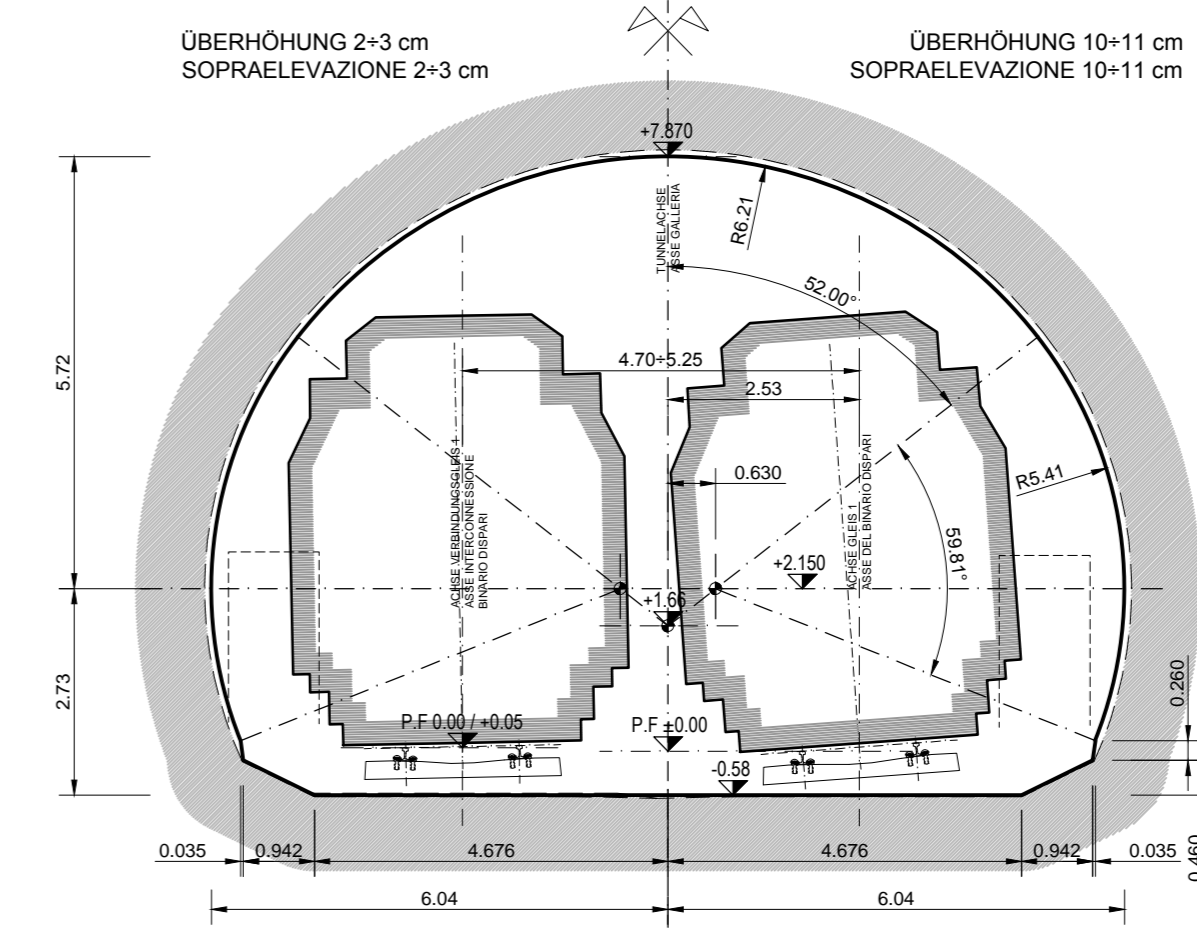 ÜBERHÖHUNG 2÷3 cm
SOPRAELEVAZIONE 2÷3 cm
ÜBERHÖHUNG 10÷11 cm
SOPRAELEVAZIONE 10÷11 cm
+7.870
TUNNELACHSE
ASSE GALLERIA
R6.21
52.00°
5.72
4.70÷5.25
2.53
0.630
R5.41
59.81°
ACHSE VERBINDUNGSGLEIS 1
ASSE INTERCONNESSIONE
BINARIO DISPARI
ACHSE GLEIS 1
ASSE DEL BINARIO DISPARI
+2.150
+1.66
2.73
0.260
P.F 0.00 / +0.05
P.F ±0.00
-0.58
0.035
0.942
4.676
4.676
0.942
0.035
0.460
6.04
6.04